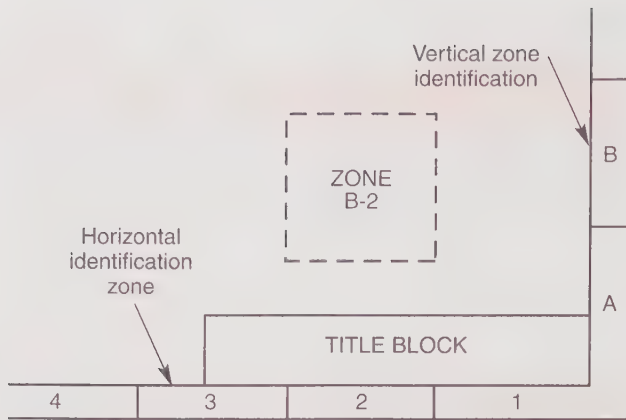 Vertical zone
identification
B
ZONE
B-2
Horizontal
identification
zone
A
TITLE BLOCK
4 3 2 1